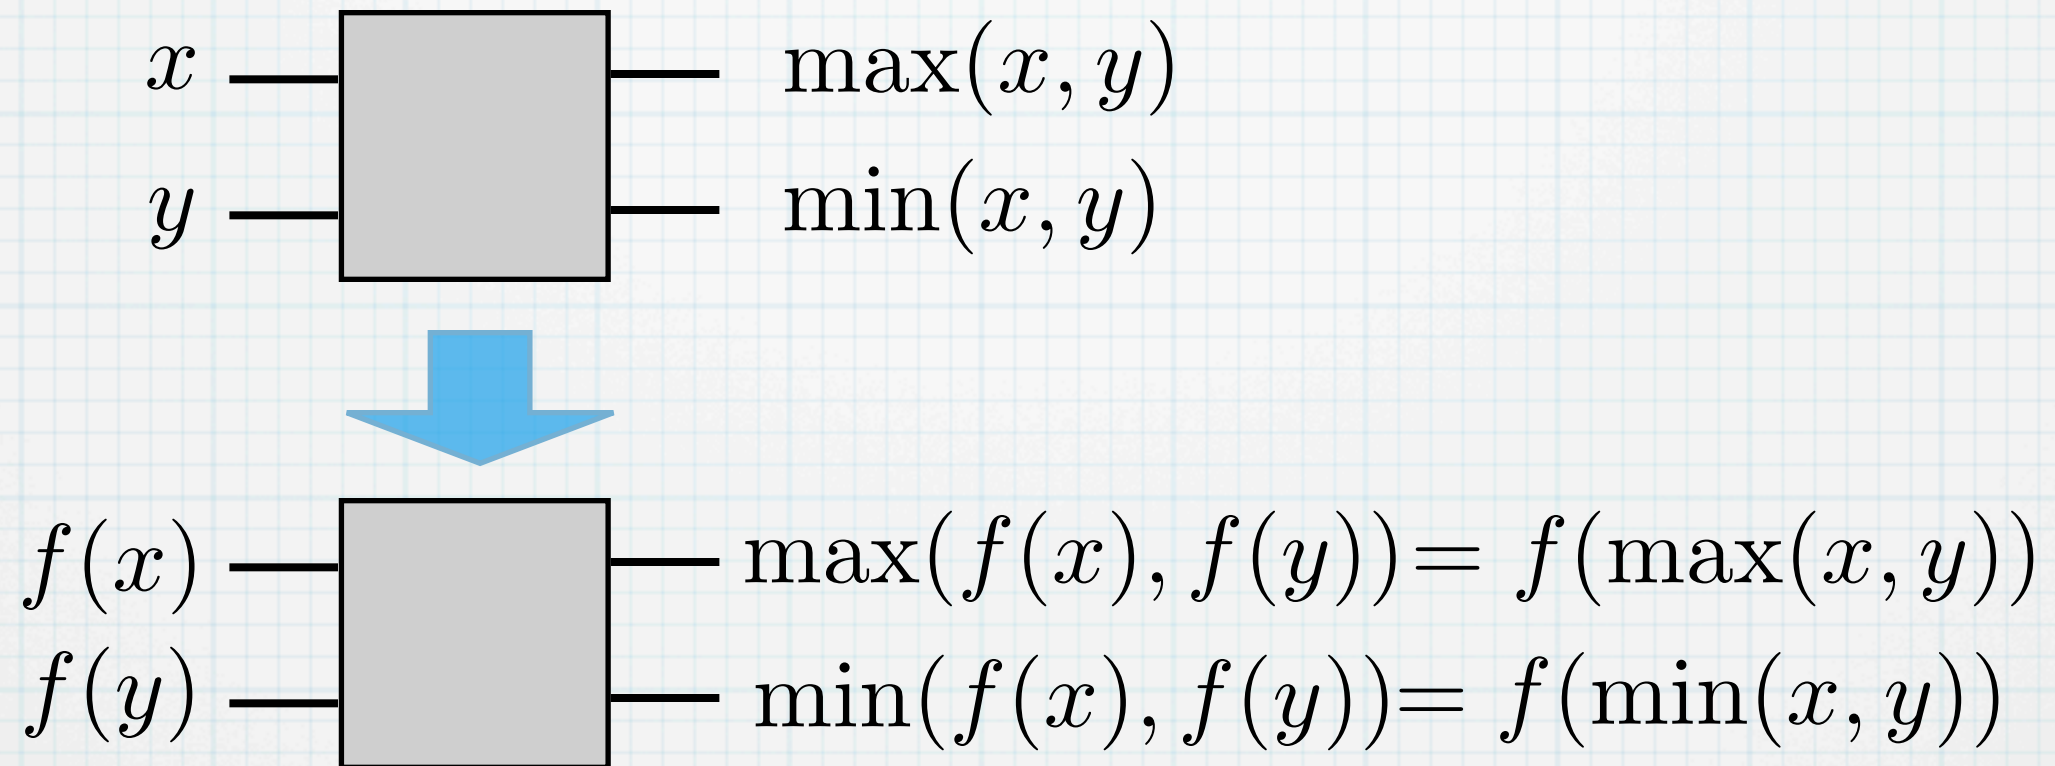 x max(x, y)
y min(x, y)
f(x) max(f(x), f(y)) = f(max(x, y))
f(y) min(f(x), f(y)) = f(min(x, y))